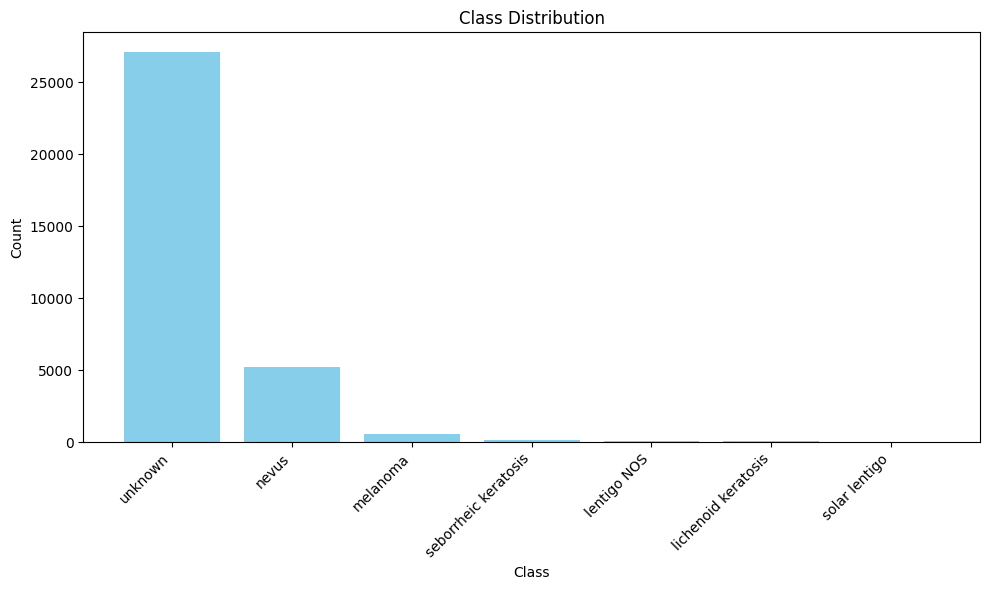 Class Distribution
Count
25000
20000
15000
10000
5000
0
unknown
nevus
melanoma
seborrheic keratosis
lentigo NOS
lichenoid keratosis
solar lentigo
Class